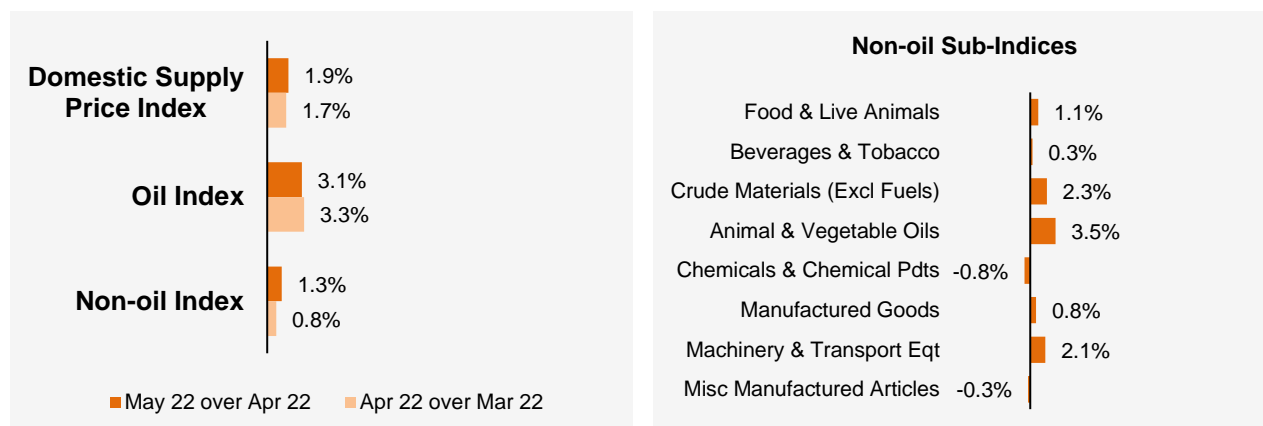 Domestic Supply
Price Index
1.9%
1.7%
Oil Index
3.1%
3.3%
Non-oil Index
1.3%
0.8%
May 22 over Apr 22
Apr 22 over Mar 22
Non-oil Sub-Indices
Food & Live Animals 1.1%
Beverages & Tobacco 0.3%
Crude Materials (Excl Fuels) 2.3%
Animal & Vegetable Oils 3.5%
Chemicals & Chemical Pdts -0.8%
Manufactured Goods 0.8%
Machinery & Transport Eqt 2.1%
Misc Manufactured Articles -0.3%